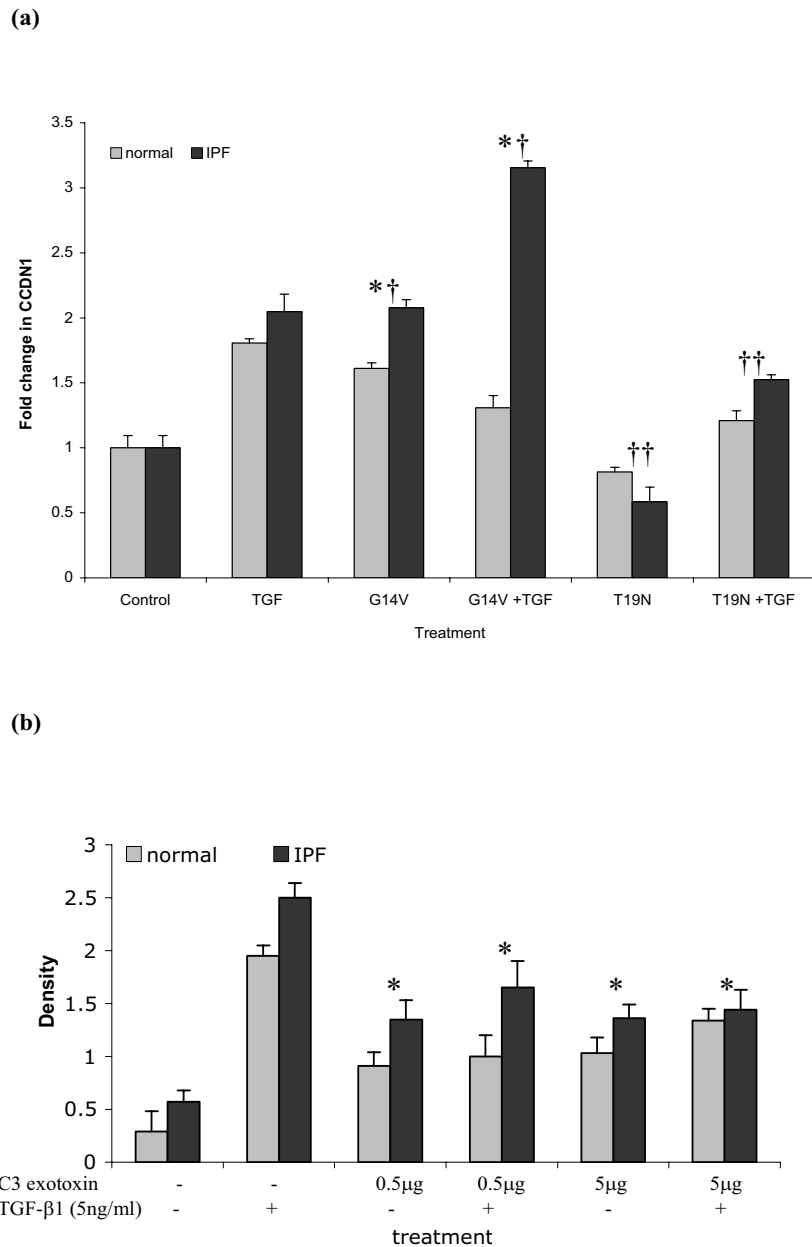 (a)
3.5
3
2.5
2
1.5
1
0.5
0
Fold change in CCDN1
normal IPF
*†
*†
††
††
Control TGF G14V G14V +TGF T19N T19N +TGF
Treatment
(b)
3
2.5
2
1.5
1
0.5
0
Density
normal IPF
* * * *
C3 exotoxin - - 0.5μg 0.5μg 5μg 5μg
TGF-β1 (5ng/ml) - + - + - +
treatment